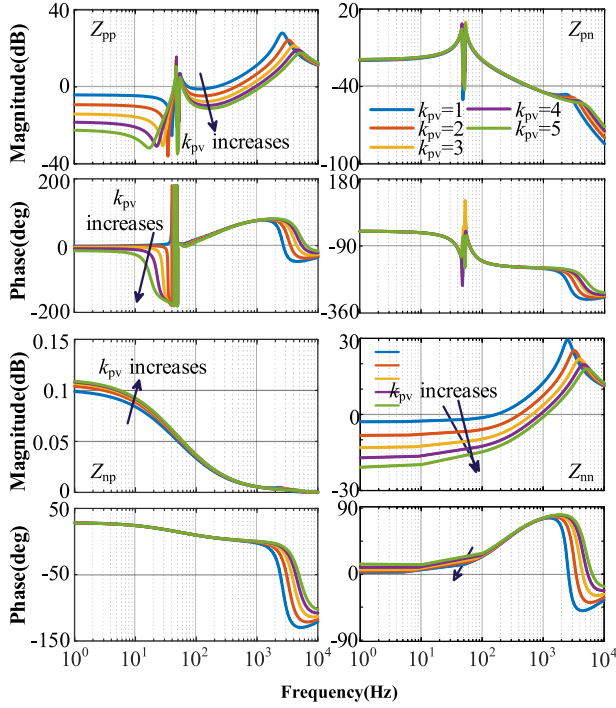 Magnitude(dB)
40
0
-40
Zpp
kpv increases
20
-40
-100
Zpn
kpv=1
kpv=2
kpv=3
kpv=4
kpv=5
Phase(deg)
200
0
-200
kpv
increases
180
-90
-360
Magnitude(dB)
0.15
0.1
0.05
0
kpv increases
Znp
30
0
-30
kpv increases
Znn
Phase(deg)
50
-50
-150
10^0
10^1
10^2
10^3
10^4
90
0
-90
10^0
10^1
10^2
10^3
10^4
Frequency(Hz)